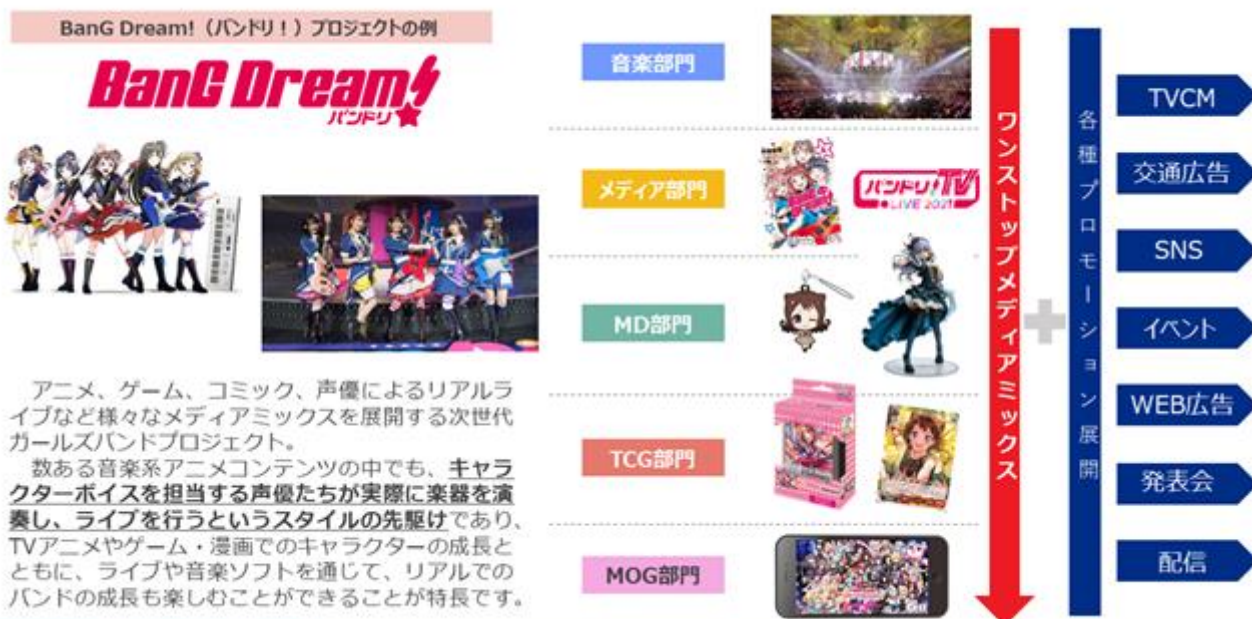 BanG Dream!（バンドリ！）プロジェクトの例
BanG Dream!
バンドリ
アニメ、ゲーム、コミック、声優によるリアルラ
イブなど様々なメディアミックスを展開する次世代
ガールズバンドプロジェクト。
数ある音楽系アニメコンテンツの中でも、キャラ
クターボイスを担当する声優たちが実際に楽器を演
奏し、ライブを行うというスタイルの先駆けであり、
TVアニメやゲーム・漫画でのキャラクターの成長と
ともに、ライブや音楽ソフトを通じて、リアルでの
バンドの成長も楽しむことができることが特長です。
音楽部門
メディア部門
バンドリ！TV
LIVE 2021
MD部門
TCG部門
MOG部門
ワンストップメディアミックス
各種プロモーション展開
TVCM
交通広告
SNS
イベント
WEB広告
発表会
配信